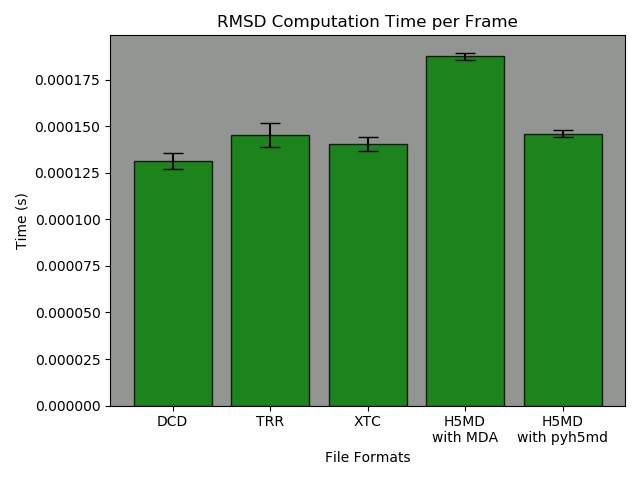 RMSD Computation Time per Frame
Time (s)
0.000175
0.000150
0.000125
0.000100
0.000075
0.000050
0.000025
0.000000
DCD
TRR
XTC
H5MD
with MDA
H5MD
with pyh5md
File Formats